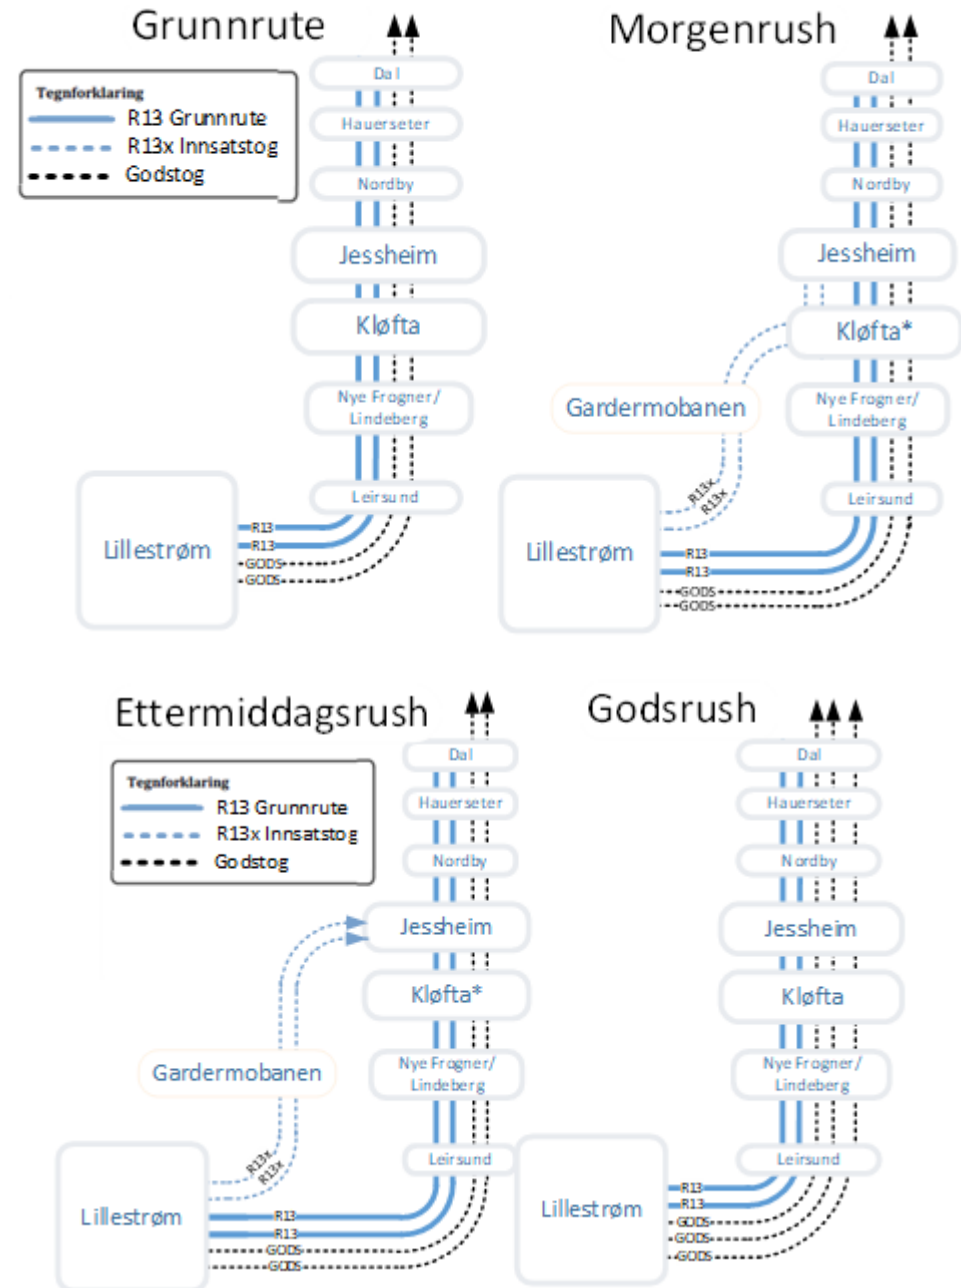 Grunnrute
Tegnforklaring
R13 Grunnrute
R13x Innsatstog
Godstog
Dal
Hauerseter
Nordby
Jessheim
Kløfta
Nye Frogner/
Lindeberg
Leirsund
Lillestrøm
R13
R13
GODS
GODS
Morgenrush
Dal
Hauerseter
Nordby
Jessheim
Kløfta*
Gardermobanen
Nye Frogner/
Lindeberg
R13x
R13x
Leirsund
Lillestrøm
R13
R13
GODS
GODS
Ettermiddagsrush
Tegnforklaring
R13 Grunnrute
R13x Innsatstog
Godstog
Dal
Hauerseter
Nordby
Jessheim
Kløfta*
Gardermobanen
Nye Frogner/
Lindeberg
R13x
R13x
Leirsund
Lillestrøm
R13
R13
GODS
GODS
Godsrush
Dal
Hauerseter
Nordby
Jessheim
Kløfta
Nye Frogner/
Lindeberg
Leirsund
Lillestrøm
R13
R13
GODS
GODS
GODS